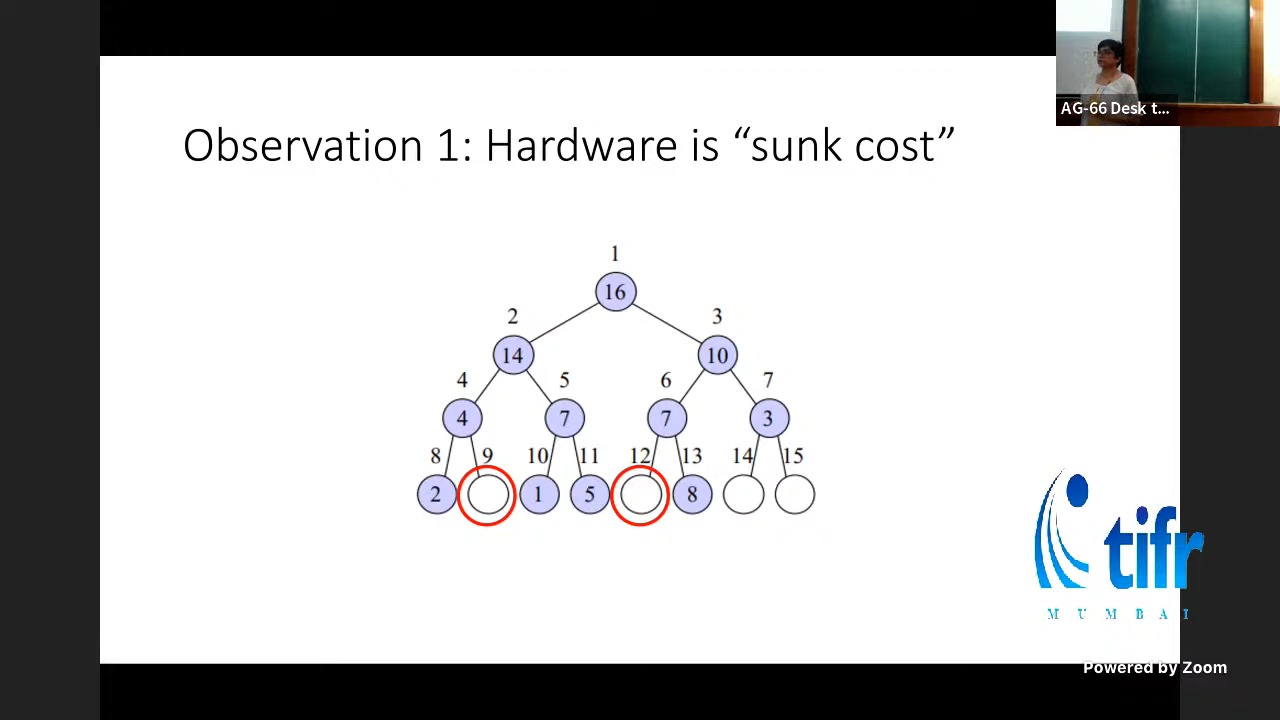 AG-66 Desk t...
Observation 1: Hardware is “sunk cost”
1
16
2 3
14 10
4 5 6 7
4 7 7 3
8 9 10 11 12 13 14 15
2 1 5 8
tifr
MUMBAI
Powered by Zoom